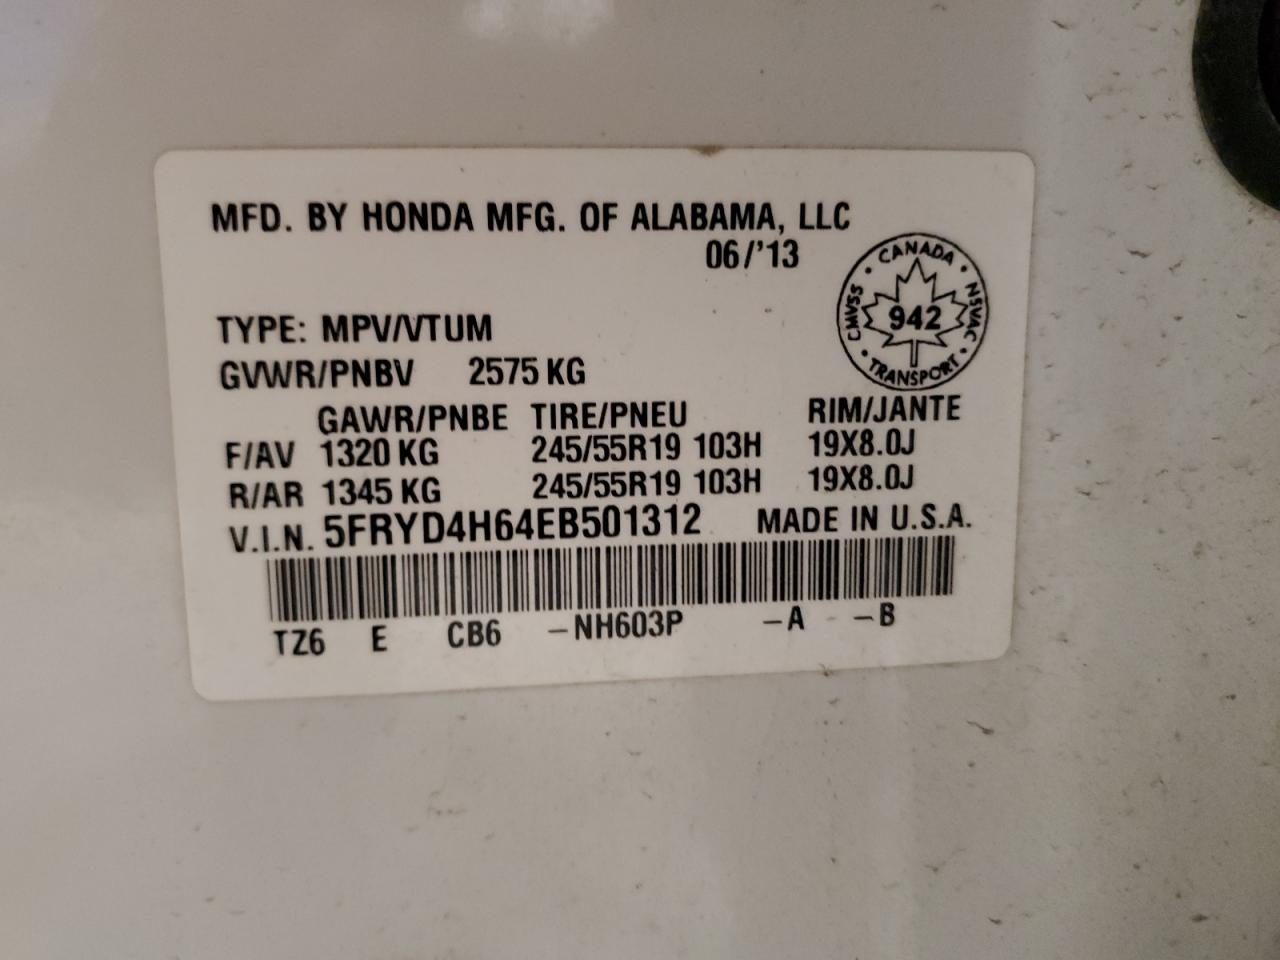 MFD. BY HONDA MFG. OF ALABAMA, LLC
06/'13
CANADA
CMVSS 942 NSVAC
TRANSPORT
TYPE: MPV/VTUM
GVWR/PNBV 2575 KG
GAWR/PNBE TIRE/PNEU RIM/JANTE
F/AV 1320 KG 245/55R19 103H 19X8.0J
R/AR 1345 KG 245/55R19 103H 19X8.0J
V.I.N. 5FRYD4H64EB501312 MADE IN U.S.A.
TZ6 E CB6 -NH603P -A -B